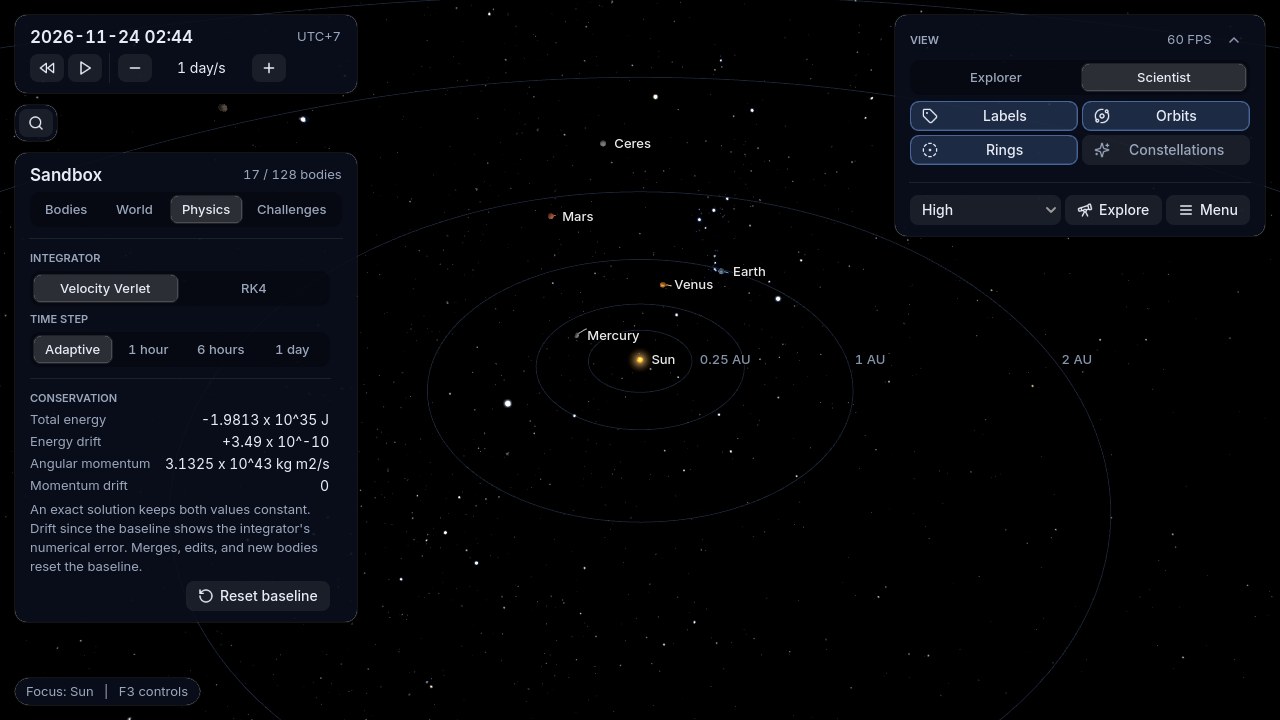 2026-11-24 02:44
UTC+7
1 day/s
Sandbox
17 / 128 bodies
Bodies
World
Physics
Challenges
INTEGRATOR
Velocity Verlet
RK4
TIME STEP
Adaptive
1 hour
6 hours
1 day
CONSERVATION
Total energy
-1.9813 x 10^35 J
Energy drift
+3.49 x 10^-10
Angular momentum
3.1325 x 10^43 kg m2/s
Momentum drift
0
An exact solution keeps both values constant.
Drift since the baseline shows the integrator's
numerical error. Merges, edits, and new bodies
reset the baseline.
Reset baseline
Focus: Sun | F3 controls
Ceres
Mars
Earth
Venus
Mercury
Sun
0.25 AU
1 AU
2 AU
VIEW
60 FPS
Explorer
Scientist
Labels
Orbits
Rings
Constellations
High
Explore
Menu